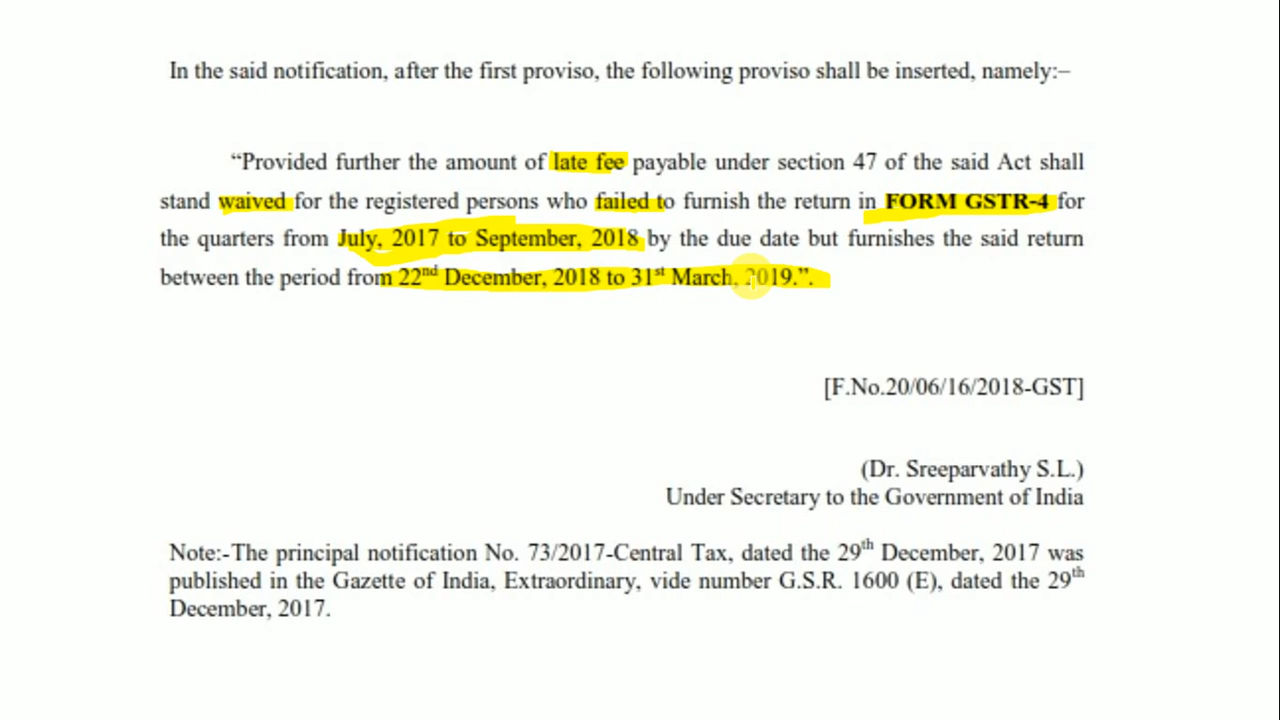 In the said notification, after the first proviso, the following proviso shall be inserted, namely:–
“Provided further the amount of late fee payable under section 47 of the said Act shall
stand waived for the registered persons who failed to furnish the return in FORM GSTR-4 for
the quarters from July, 2017 to September, 2018 by the due date but furnishes the said return
between the period from 22nd December, 2018 to 31st March, 2019.”.
[F.No.20/06/16/2018-GST]
(Dr. Sreeparvathy S.L.)
Under Secretary to the Government of India
Note:-The principal notification No. 73/2017-Central Tax, dated the 29th December, 2017 was
published in the Gazette of India, Extraordinary, vide number G.S.R. 1600 (E), dated the 29th
December, 2017.